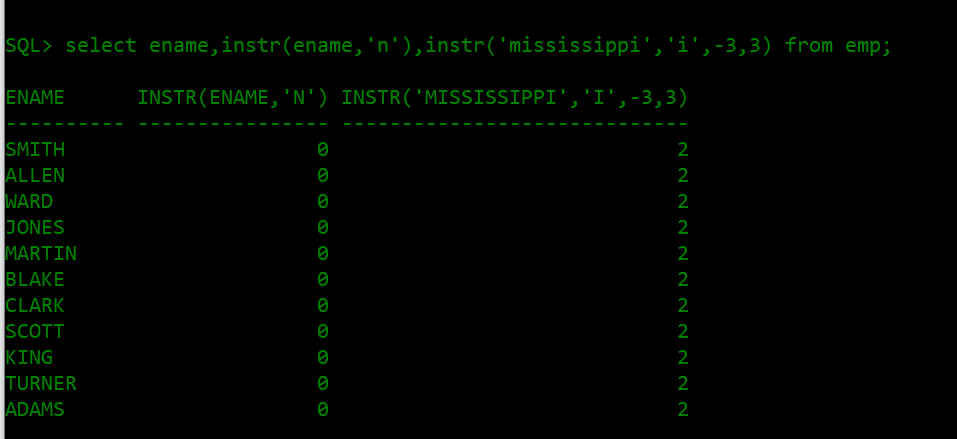 SQL> select ename,instr(ename,'n'),instr('mississippi','i',-3,3) from emp;
ENAME      INSTR(ENAME,'N') INSTR('MISSISSIPPI','I',-3,3)
---------- ---------------- -----------------------------
SMITH                     0                             2
ALLEN                     0                             2
WARD                      0                             2
JONES                     0                             2
MARTIN                    0                             2
BLAKE                     0                             2
CLARK                     0                             2
SCOTT                     0                             2
KING                      0                             2
TURNER                    0                             2
ADAMS                     0                             2